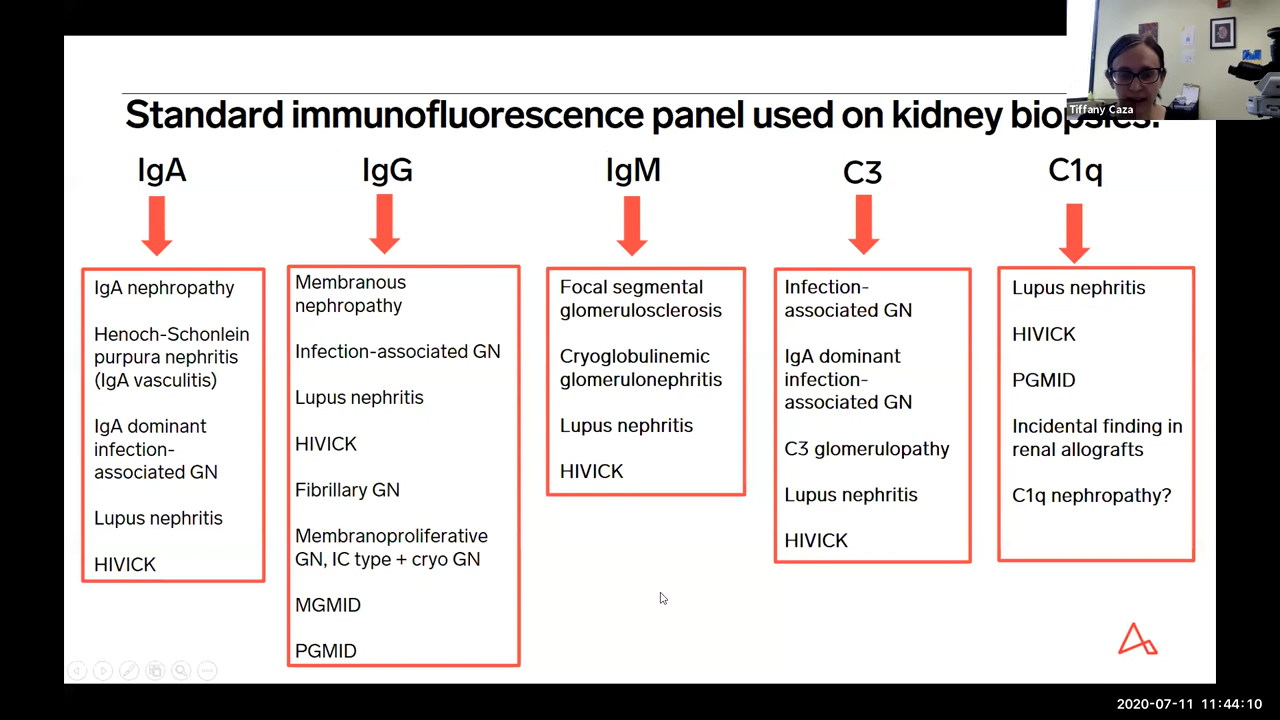 Tiffany Caza
Standard immunofluorescence panel used on kidney biopsies.
IgA
IgG
IgM
C3
C1q
IgA nephropathy
Henoch-Schonlein
purpura nephritis
(IgA vasculitis)
IgA dominant
infection-
associated GN
Lupus nephritis
HIVICK
Membranous
nephropathy
Infection-associated GN
Lupus nephritis
HIVICK
Fibrillary GN
Membranoproliferative
GN, IC type + cryo GN
MGMID
PGMID
Focal segmental
glomerulosclerosis
Cryoglobulinemic
glomerulonephritis
Lupus nephritis
HIVICK
Infection-
associated GN
IgA dominant
infection-
associated GN
C3 glomerulopathy
Lupus nephritis
HIVICK
Lupus nephritis
HIVICK
PGMID
Incidental finding in
renal allografts
C1q nephropathy?
2020-07-11 11:44:10